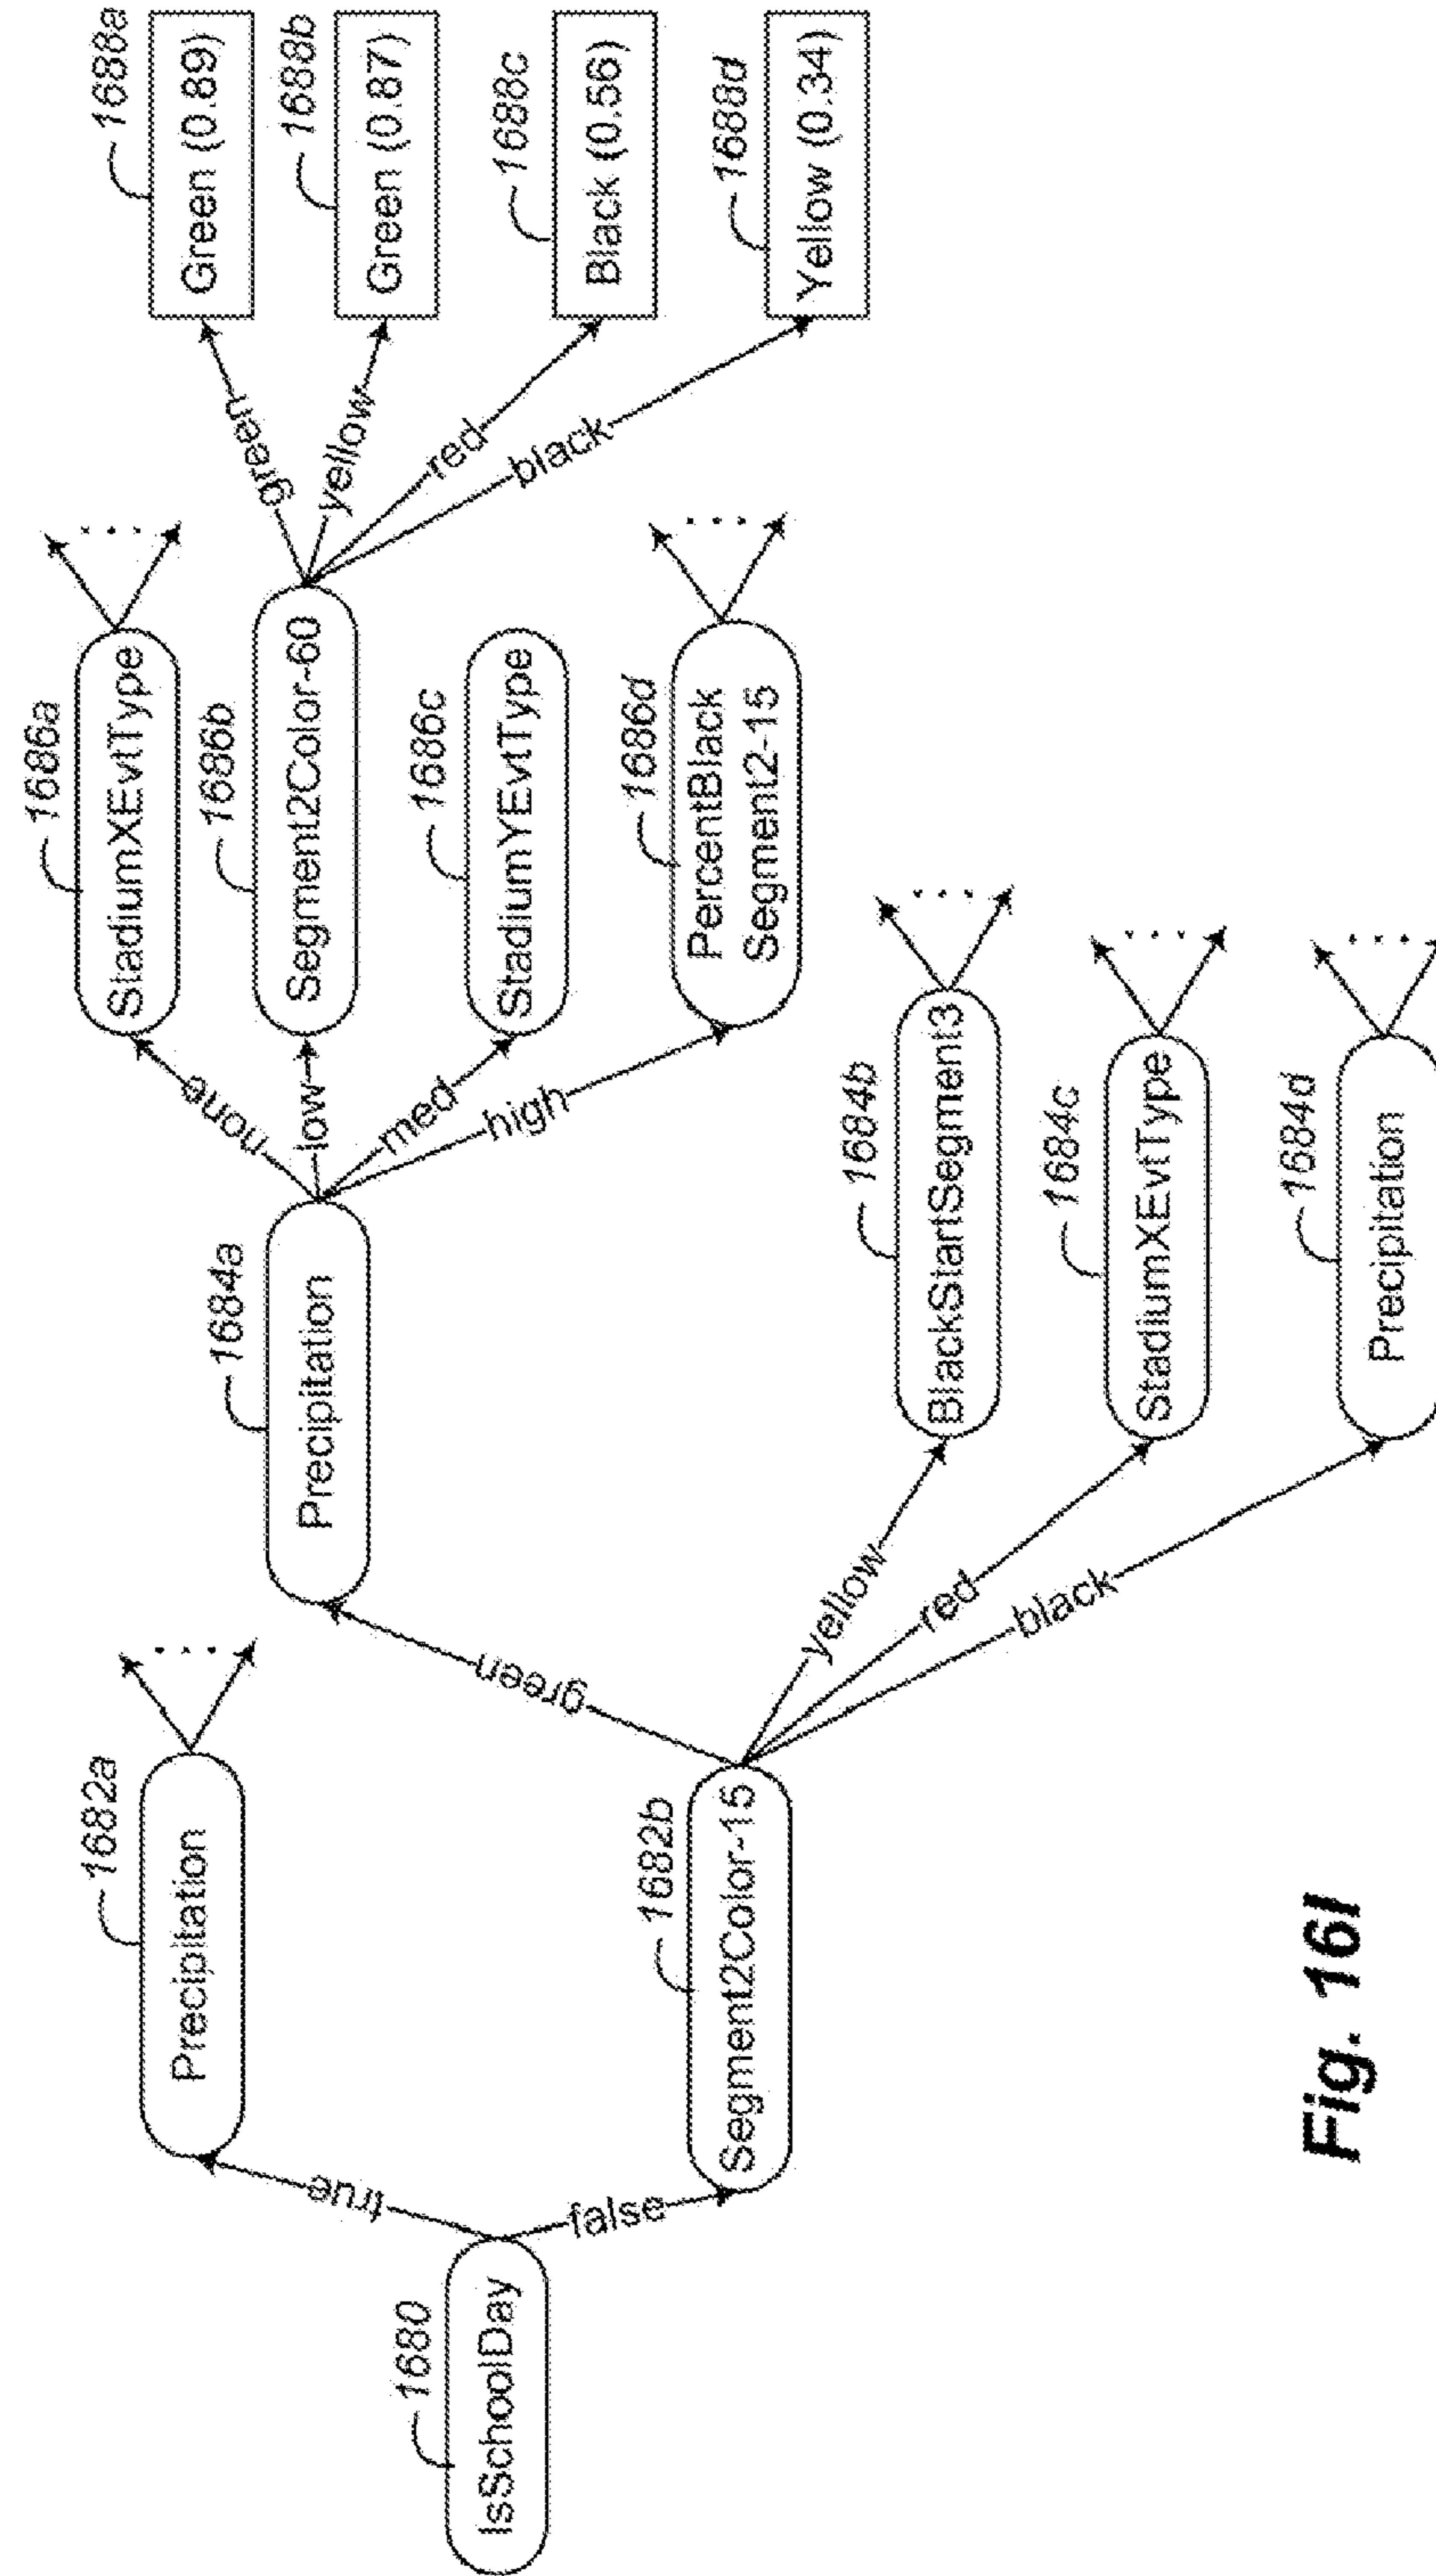 1680
IsSchoolDay
true
false
1682a
Precipitation
1682b
Segment2Color-15
green
yellow
red
black
1684a
Precipitation
1684b
BlackStartSegment3
1684c
StadiumXEvtType
1684d
Precipitation
none
low
med
high
1686a
StadiumXEvtType
1686b
Segment2Color-60
1686c
StadiumYEvtType
1686d
PercentBlack
Segment2-15
green
yellow
red
black
1688a
Green (0.89)
1688b
Green (0.87)
1688c
Black (0.56)
1688d
Yellow (0.34)
Fig. 16I